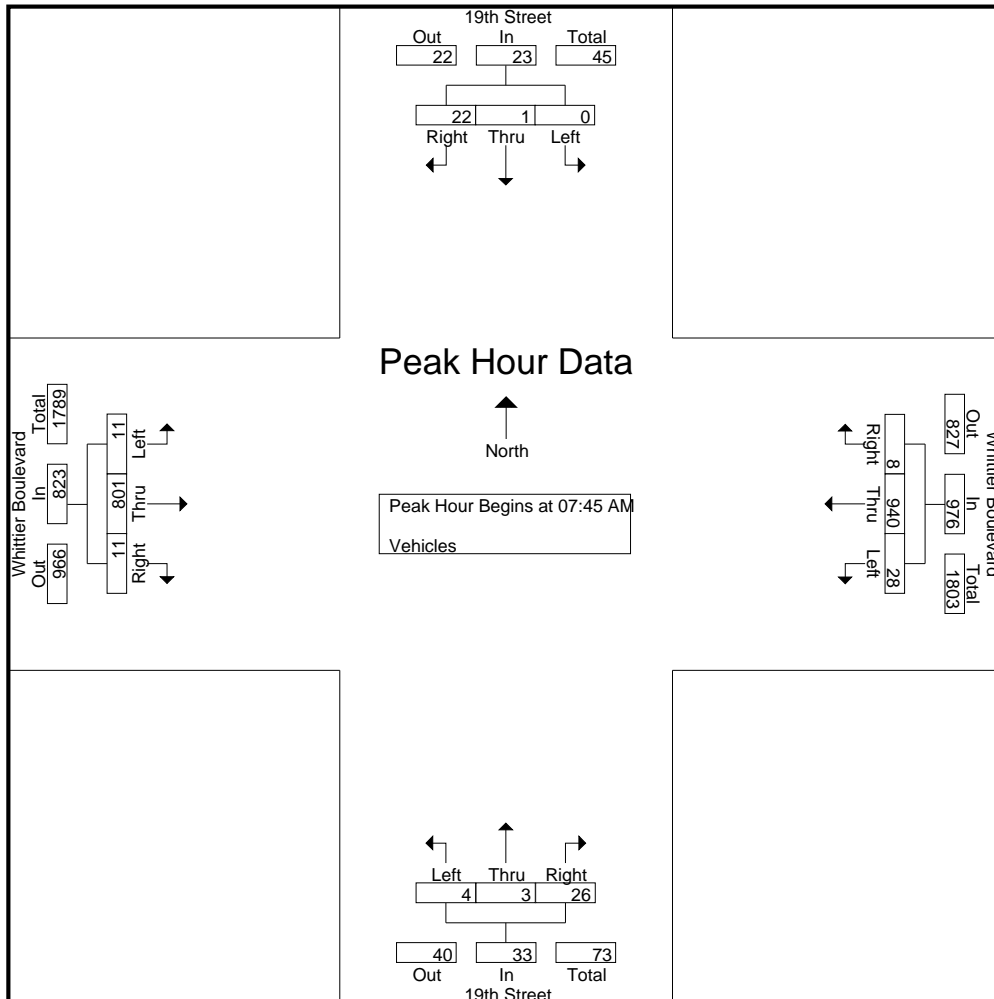 19th Street
Out In Total
22 23 45
22 1 0
Right Thru Left
Peak Hour Data
North
Peak Hour Begins at 07:45 AM
Vehicles
Whittier Boulevard
Out In Total
966 823 1789
11 801 11
Right Thru Left
Whittier Boulevard
Out In Total
827 976 1803
8 940 28
Right Thru Left
Left Thru Right
4 3 26
40 33 73
Out In Total
19th Street